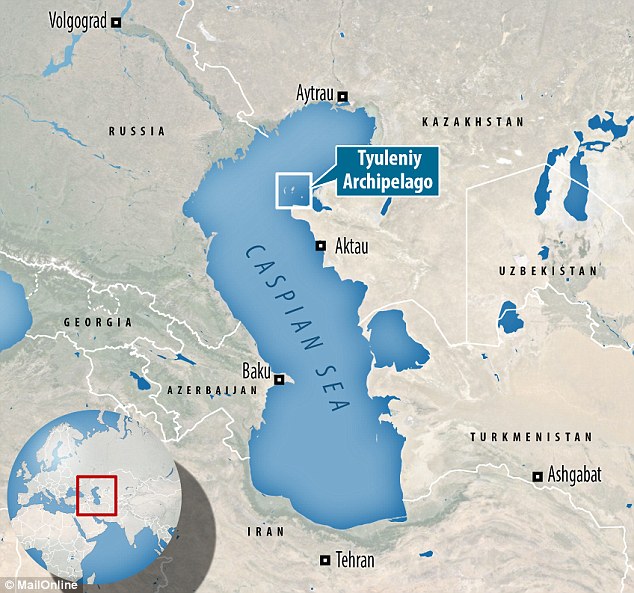 Volgograd
Aytrau
RUSSIA
KAZAKHSTAN
Tyuleniy
Archipelago
Aktau
CASPIAN SEA
UZBEKISTAN
GEORGIA
Baku
AZERBAIJAN
TURKMENISTAN
Ashgabat
IRAN
Tehran
© MailOnline